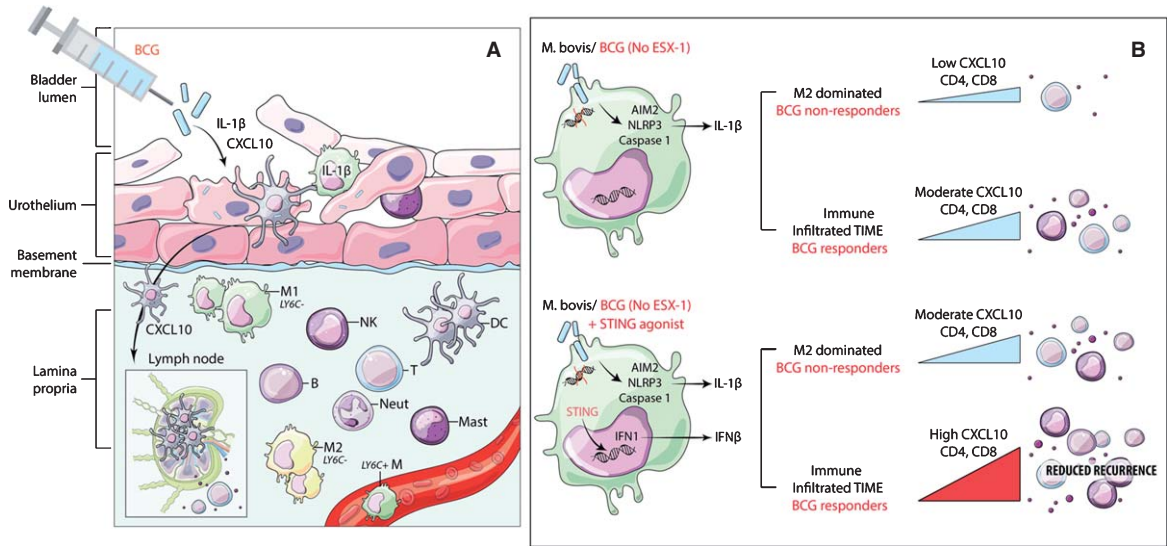 A
BCG
Bladder
lumen
IL-1β
CXCL10
IL-1β
Urothelium
Basement
membrane
M1
LY6C-
CXCL10
NK
DC
Lymph node
Lamina
propria
B
T
Neut
Mast
M2
LY6C-
LY6C+ M
B
M. bovis/ BCG (No ESX-1)
AIM2
NLRP3
Caspase 1
IL-1β
M2 dominated
BCG non-responders
Low CXCL10
CD4, CD8
Immune
Infiltrated TIME
BCG responders
Moderate CXCL10
CD4, CD8
M. bovis/ BCG (No ESX-1)
+ STING agonist
AIM2
NLRP3
Caspase 1
IL-1β
STING
IFN1
IFNβ
M2 dominated
BCG non-responders
Moderate CXCL10
CD4, CD8
Immune
Infiltrated TIME
BCG responders
High CXCL10
CD4, CD8
REDUCED RECURRENCE